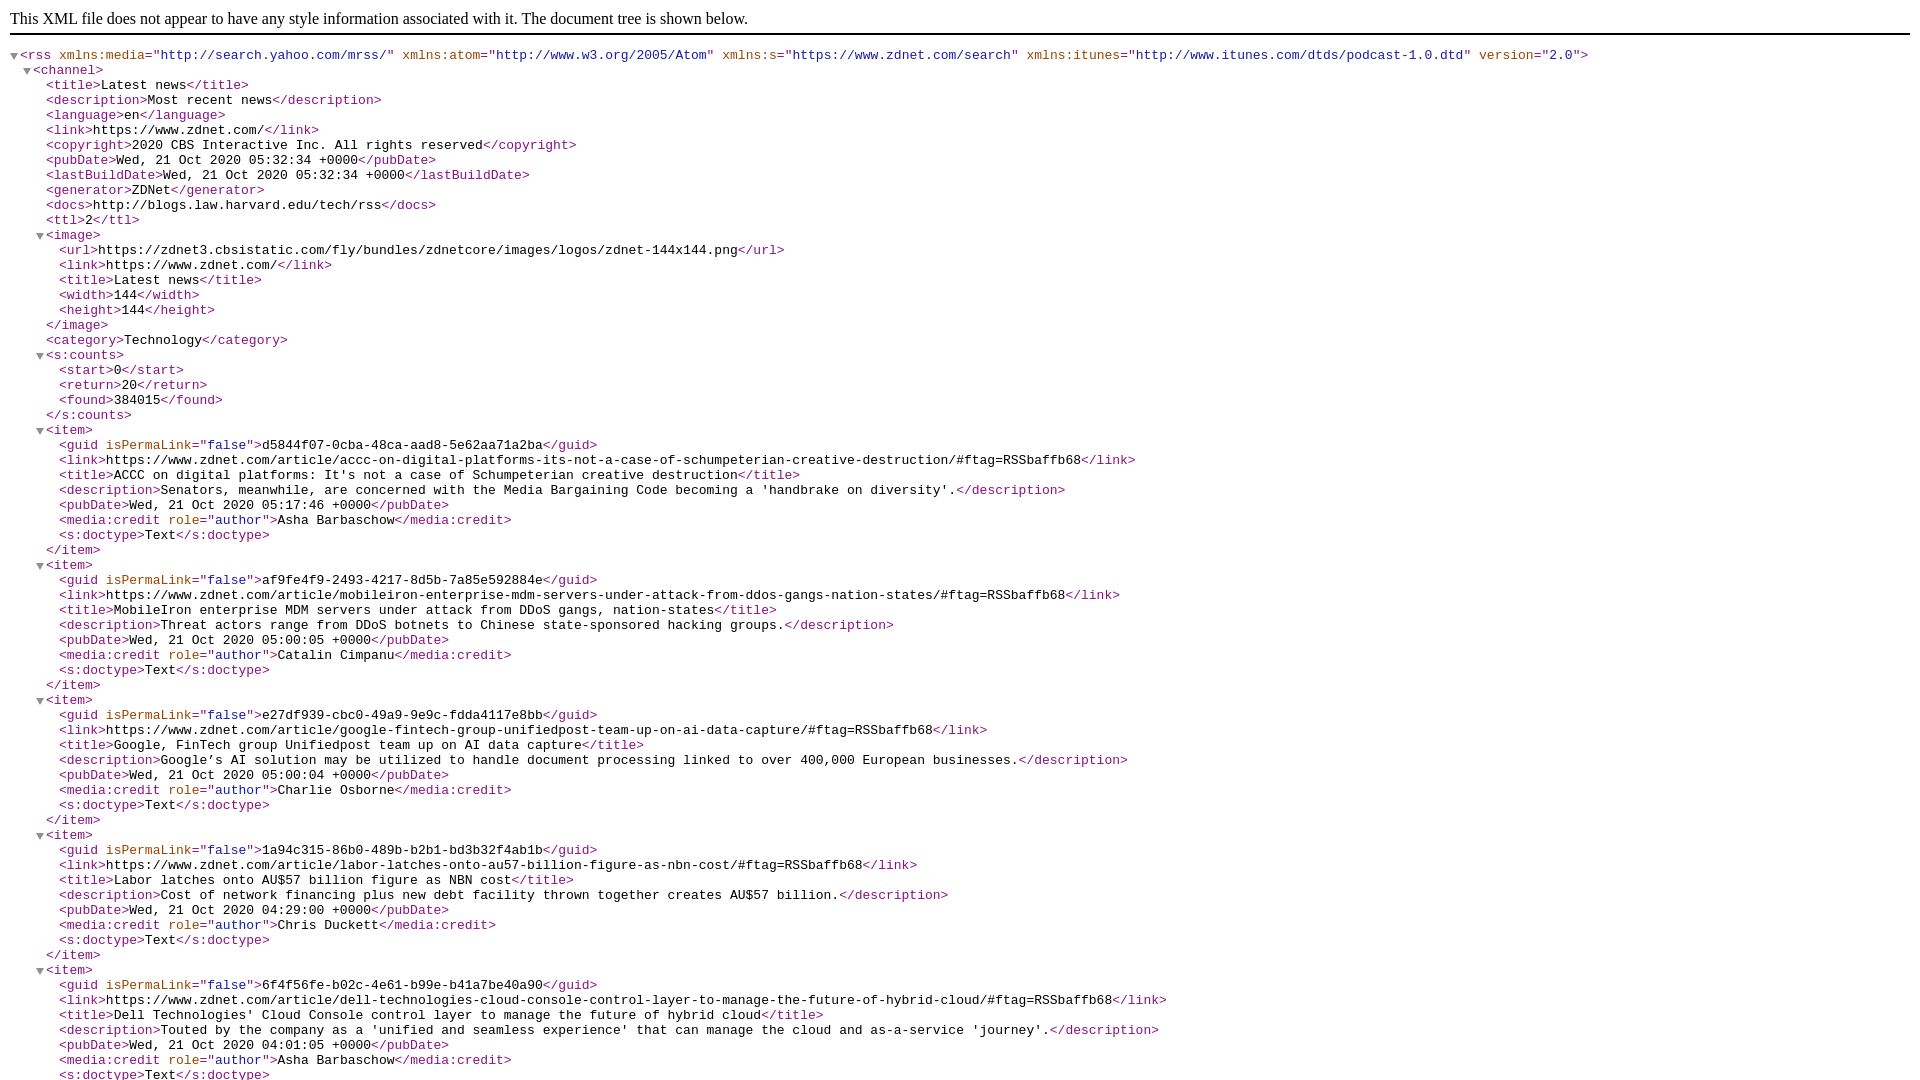 This XML file does not appear to have any style information associated with it. The document tree is shown below.
<rss xmlns:media="http://search.yahoo.com/mrss/" xmlns:atom="http://www.w3.org/2005/Atom" xmlns:s="https://www.zdnet.com/search" xmlns:itunes="http://www.itunes.com/dtds/podcast-1.0.dtd" version="2.0">
<channel>
<title>Latest news</title>
<description>Most recent news</description>
<language>en</language>
<link>https://www.zdnet.com/</link>
<copyright>2020 CBS Interactive Inc. All rights reserved</copyright>
<pubDate>Wed, 21 Oct 2020 05:32:34 +0000</pubDate>
<lastBuildDate>Wed, 21 Oct 2020 05:32:34 +0000</lastBuildDate>
<generator>ZDNet</generator>
<docs>http://blogs.law.harvard.edu/tech/rss</docs>
<ttl>2</ttl>
<image>
<url>https://zdnet3.cbsistatic.com/fly/bundles/zdnetcore/images/logos/zdnet-144x144.png</url>
<link>https://www.zdnet.com/</link>
<title>Latest news</title>
<width>144</width>
<height>144</height>
</image>
<category>Technology</category>
<s:counts>
<start>0</start>
<return>20</return>
<found>384015</found>
</s:counts>
<item>
<guid isPermaLink="false">d5844f07-0cba-48ca-aad8-5e62aa71a2ba</guid>
<link>https://www.zdnet.com/article/accc-on-digital-platforms-its-not-a-case-of-schumpeterian-creative-destruction/#ftag=RSSbaffb68</link>
<title>ACCC on digital platforms: It's not a case of Schumpeterian creative destruction</title>
<description>Senators, meanwhile, are concerned with the Media Bargaining Code becoming a 'handbrake on diversity'.</description>
<pubDate>Wed, 21 Oct 2020 05:17:46 +0000</pubDate>
<media:credit role="author">Asha Barbaschow</media:credit>
<s:doctype>Text</s:doctype>
</item>
<item>
<guid isPermaLink="false">af9fe4f9-2493-4217-8d5b-7a85e592884e</guid>
<link>https://www.zdnet.com/article/mobileiron-enterprise-mdm-servers-under-attack-from-ddos-gangs-nation-states/#ftag=RSSbaffb68</link>
<title>MobileIron enterprise MDM servers under attack from DDoS gangs, nation-states</title>
<description>Threat actors range from DDoS botnets to Chinese state-sponsored hacking groups.</description>
<pubDate>Wed, 21 Oct 2020 05:00:05 +0000</pubDate>
<media:credit role="author">Catalin Cimpanu</media:credit>
<s:doctype>Text</s:doctype>
</item>
<item>
<guid isPermaLink="false">e27df939-cbc0-49a9-9e9c-fdda4117e8bb</guid>
<link>https://www.zdnet.com/article/google-fintech-group-unifiedpost-team-up-on-ai-data-capture/#ftag=RSSbaffb68</link>
<title>Google, FinTech group Unifiedpost team up on AI data capture</title>
<description>Google’s AI solution may be utilized to handle document processing linked to over 400,000 European businesses.</description>
<pubDate>Wed, 21 Oct 2020 05:00:04 +0000</pubDate>
<media:credit role="author">Charlie Osborne</media:credit>
<s:doctype>Text</s:doctype>
</item>
<item>
<guid isPermaLink="false">1a94c315-86b0-489b-b2b1-bd3b32f4ab1b</guid>
<link>https://www.zdnet.com/article/labor-latches-onto-au57-billion-figure-as-nbn-cost/#ftag=RSSbaffb68</link>
<title>Labor latches onto AU$57 billion figure as NBN cost</title>
<description>Cost of network financing plus new debt facility thrown together creates AU$57 billion.</description>
<pubDate>Wed, 21 Oct 2020 04:29:00 +0000</pubDate>
<media:credit role="author">Chris Duckett</media:credit>
<s:doctype>Text</s:doctype>
</item>
<item>
<guid isPermaLink="false">6f4f56fe-b02c-4e61-b99e-b41a7be40a90</guid>
<link>https://www.zdnet.com/article/dell-technologies-cloud-console-control-layer-to-manage-the-future-of-hybrid-cloud/#ftag=RSSbaffb68</link>
<title>Dell Technologies' Cloud Console control layer to manage the future of hybrid cloud</title>
<description>Touted by the company as a 'unified and seamless experience' that can manage the cloud and as-a-service 'journey'.</description>
<pubDate>Wed, 21 Oct 2020 04:01:05 +0000</pubDate>
<media:credit role="author">Asha Barbaschow</media:credit>
<s:doctype>Text</s:doctype>